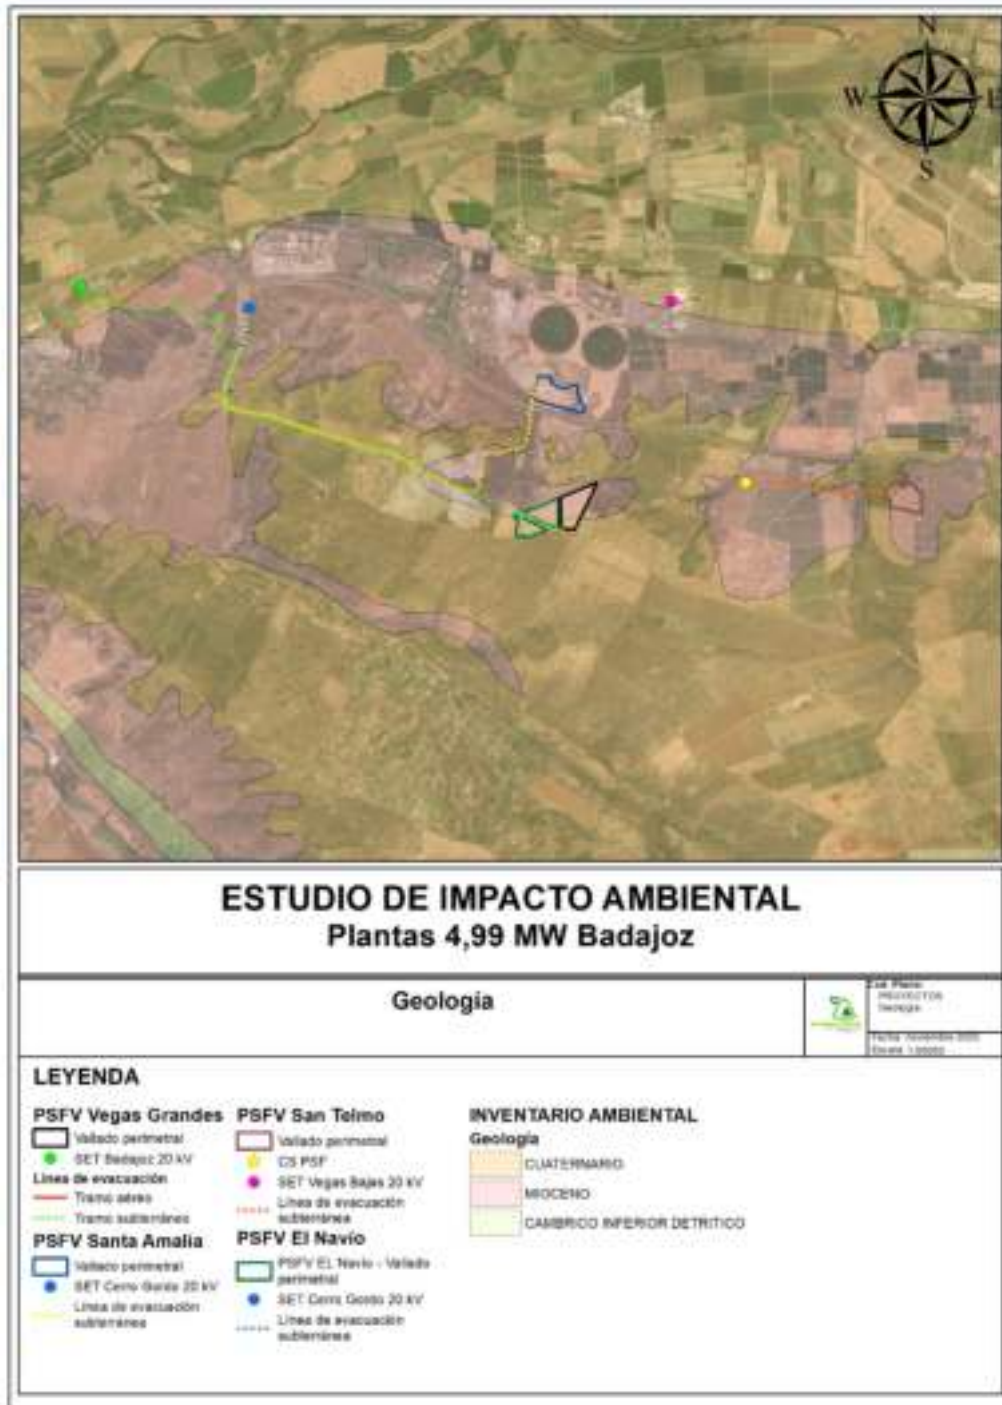 N
W
E
S
ESTUDIO DE IMPACTO AMBIENTAL
Plantas 4,99 MW Badajoz
Geología
PROYECTOS
Geología
LEYENDA
PSFV Vegas Grandes
Vallado perimetral
SET Badajoz 20 kV
Línea de evacuación
Tramo aéreo
Tramo subterráneo
PSFV Santa Amalia
Vallado perimetral
SET Cerro Gordo 20 kV
Línea de evacuación
subterránea
PSFV San Telmo
Vallado perimetral
CS PSF
SET Vegas Bajas 20 kV
Línea de evacuación
subterránea
PSFV El Navío
PSFV EL Navío - Vallado
perimetral
SET Cerro Gordo 20 kV
Línea de evacuación
subterránea
INVENTARIO AMBIENTAL
Geología
CUATERNARIO
MIOCENO
CAMBRICO INFERIOR DETRITICO